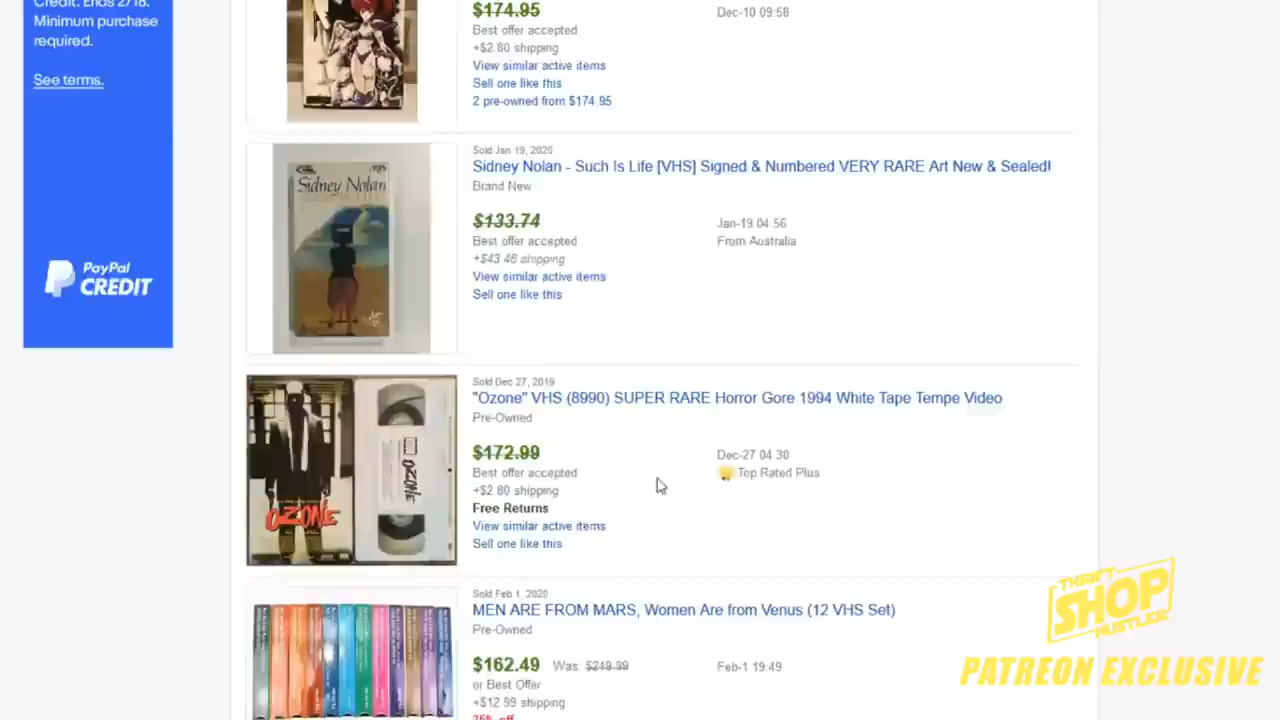 Credit. Ends 2/18.
Minimum purchase
required.
See terms.
PayPal
CREDIT
$174.95
Best offer accepted
+$2.80 shipping
View similar active items
Sell one like this
2 pre-owned from $174.95
Dec-10 09:58
Sidney Nolan
Sold Jan 19, 2020
Sidney Nolan - Such Is Life [VHS] Signed & Numbered VERY RARE Art New & Sealed!
Brand New
$133.74
Best offer accepted
+$43.46 shipping
View similar active items
Sell one like this
Jan-19 04:56
From Australia
OZONE
OZONE
Sold Dec 27, 2019
"Ozone" VHS (8990) SUPER RARE Horror Gore 1994 White Tape Tempe Video
Pre-Owned
$172.99
Best offer accepted
+$2.80 shipping
Free Returns
View similar active items
Sell one like this
Dec-27 04:30
Top Rated Plus
Sold Feb 1, 2020
MEN ARE FROM MARS, Women Are from Venus (12 VHS Set)
Pre-Owned
$162.49 Was: $249.99
or Best Offer
+$12.99 shipping
Feb-1 19:49
THRIFT
SHOP
HUSTLER
PATREON EXCLUSIVE